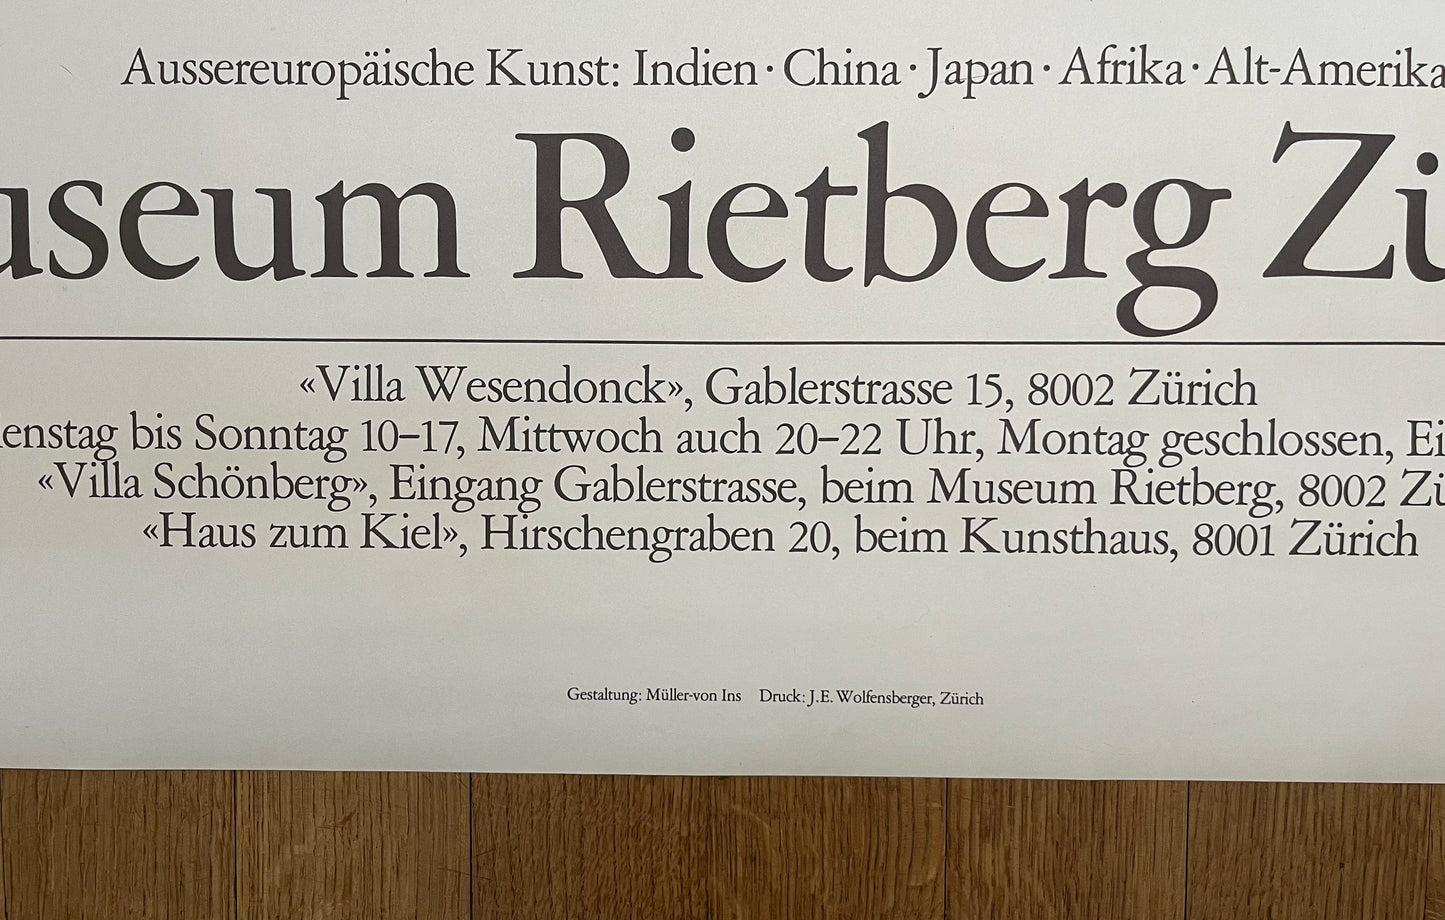 Aussereuropäische Kunst: Indien · China · Japan · Afrika · Alt-Amerika
useum Rietberg Zü
«Villa Wesendonck», Gablerstrasse 15, 8002 Zürich
enstag bis Sonntag 10–17, Mittwoch auch 20–22 Uhr, Montag geschlossen, Ei
«Villa Schönberg», Eingang Gablerstrasse, beim Museum Rietberg, 8002 Zü
«Haus zum Kiel», Hirschengraben 20, beim Kunsthaus, 8001 Zürich
Gestaltung: Müller-von Ins Druck: J.E. Wolfensberger, Zürich